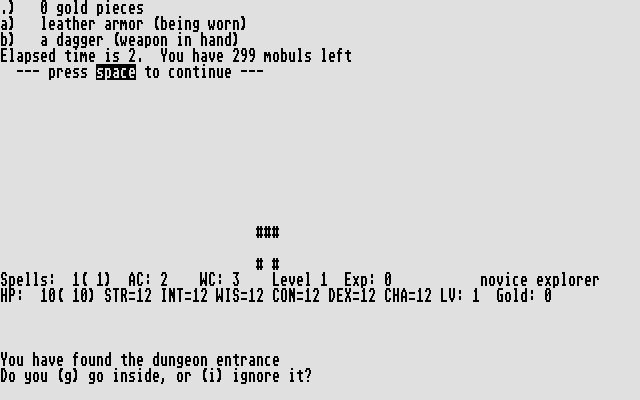 .)   0 gold pieces
a)   leather armor (being worn)
b)   a dagger (weapon in hand)
Elapsed time is 2.  You have 299 mobuls left
  --- press space to continue ---
###
# #
Spells:  1( 1)  AC: 2    WC: 3    Level 1  Exp: 0           novice explorer
HP:  10( 10) STR=12 INT=12 WIS=12 CON=12 DEX=12 CHA=12 LV: 1  Gold: 0
You have found the dungeon entrance
Do you (g) go inside, or (i) ignore it?